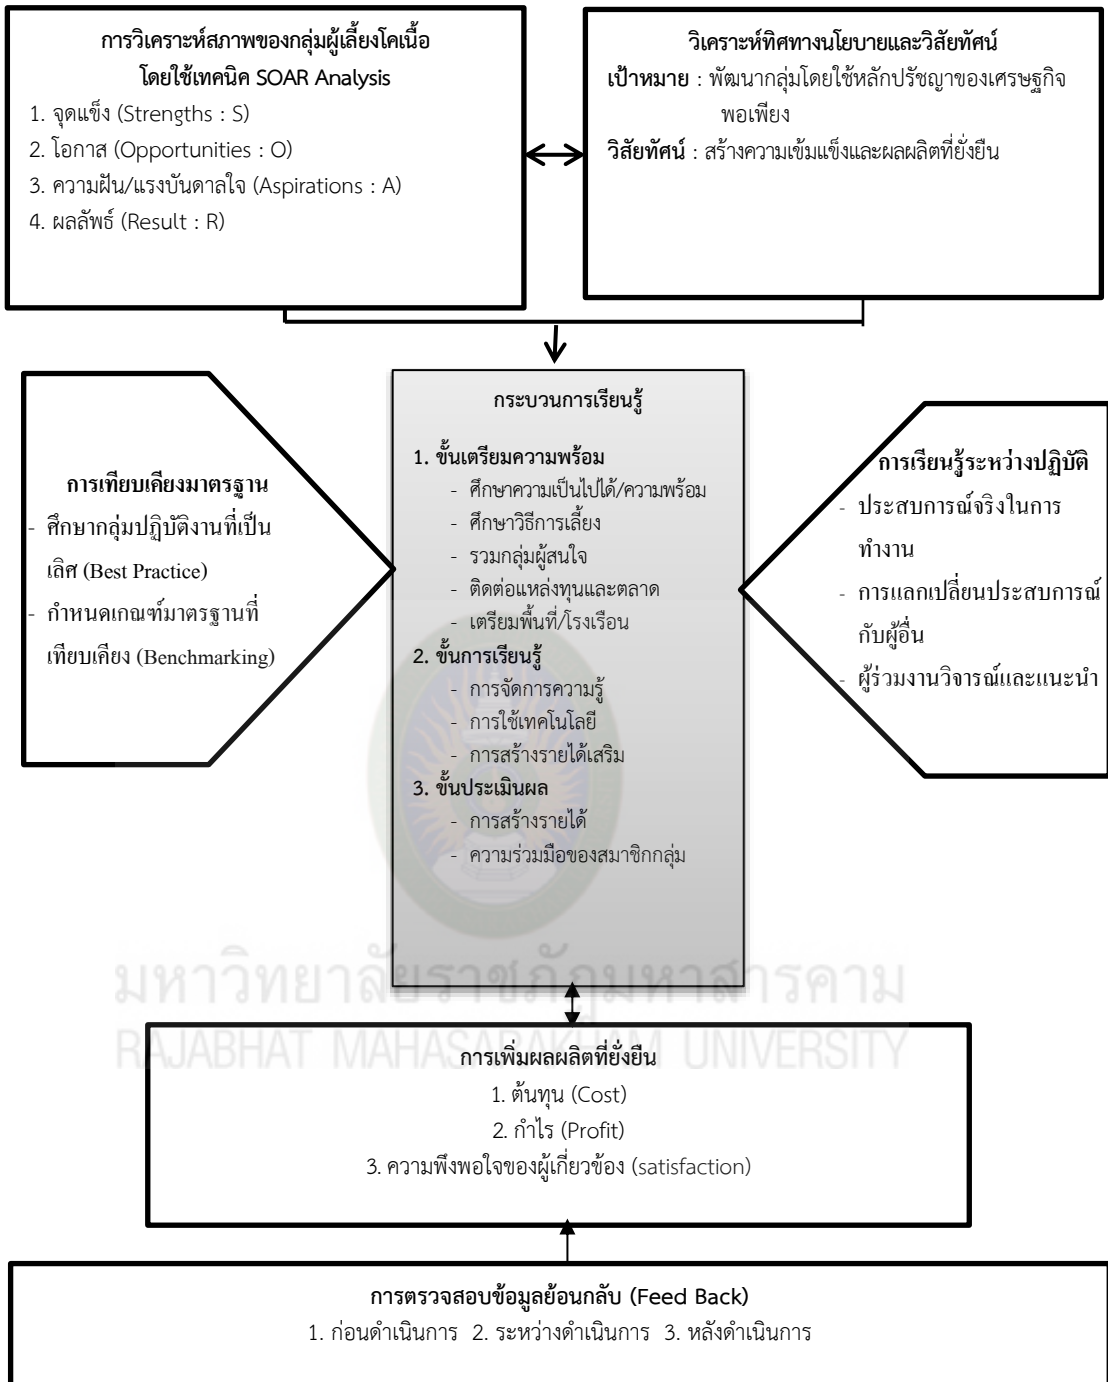 การวิเคราะห์สภาพของกลุ่มผู้เลี้ยงโคเนื้อ
โดยใช้เทคนิค SOAR Analysis
1. จุดแข็ง (Strengths : S)
2. โอกาส (Opportunities : O)
3. ความฝัน/แรงบันดาลใจ (Aspirations : A)
4. ผลลัพธ์ (Result : R)
วิเคราะห์ทิศทางนโยบายและวิสัยทัศน์
เป้าหมาย : พัฒนากลุ่มโดยใช้หลักปรัชญาของเศรษฐกิจ
พอเพียง
วิสัยทัศน์ : สร้างความเข้มแข็งและผลผลิตที่ยั่งยืน
การเทียบเคียงมาตรฐาน
- ศึกษากลุ่มปฏิบัติงานที่เป็น
เลิศ (Best Practice)
- กำหนดเกณฑ์มาตรฐานที่
เทียบเคียง (Benchmarking)
กระบวนการเรียนรู้
1. ขั้นเตรียมความพร้อม
- ศึกษาความเป็นไปได้/ความพร้อม
- ศึกษาวิธีการเลี้ยง
- รวมกลุ่มผู้สนใจ
- ติดต่อแหล่งทุนและตลาด
- เตรียมพื้นที่/โรงเรือน
2. ขั้นการเรียนรู้
- การจัดการความรู้
- การใช้เทคโนโลยี
- การสร้างรายได้เสริม
3. ขั้นประเมินผล
- การสร้างรายได้
- ความร่วมมือของสมาชิกกลุ่ม
การเรียนรู้ระหว่างปฏิบัติ
- ประสบการณ์จริงในการ
ทำงาน
- การแลกเปลี่ยนประสบการณ์
กับผู้อื่น
- ผู้ร่วมงานวิจารณ์และแนะนำ
มหาวิทยาลัยราชภัฏมหาสารคาม
RAJABHAT MAHASARAKHAM UNIVERSITY
การเพิ่มผลผลิตที่ยั่งยืน
1. ต้นทุน (Cost)
2. กำไร (Profit)
3. ความพึงพอใจของผู้เกี่ยวข้อง (satisfaction)
การตรวจสอบข้อมูลย้อนกลับ (Feed Back)
1. ก่อนดำเนินการ 2. ระหว่างดำเนินการ 3. หลังดำเนินการ